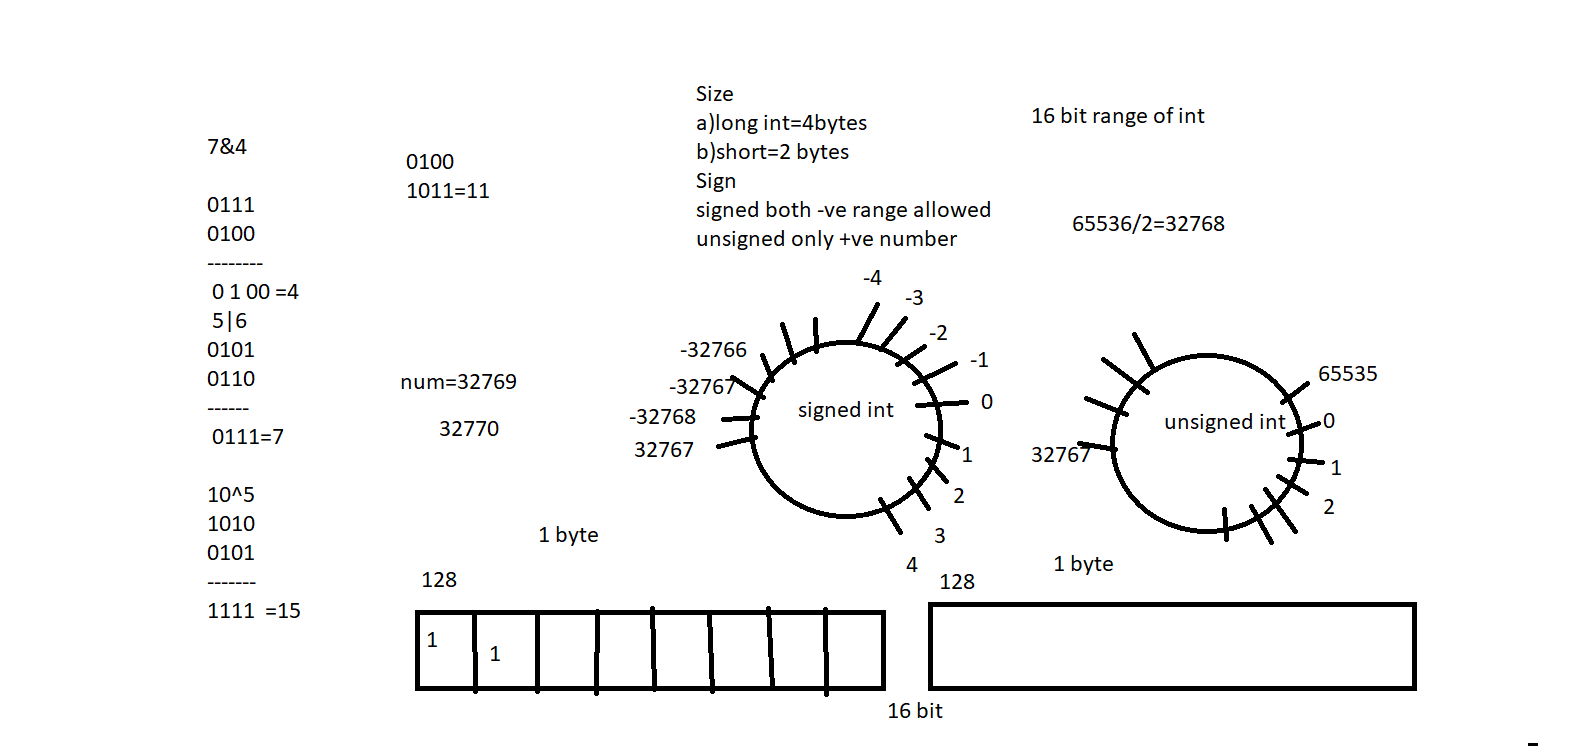 7&4
0111
0100
--------
0 1 00 =4
5|6
0101
0110
------
0111=7
10^5
1010
0101
-------
1111 =15
0100
1011=11
num=32769
32770
Size
a)long int=4bytes
b)short=2 bytes
Sign
signed both -ve range allowed
unsigned only +ve number
16 bit range of int
65536/2=32768
-4
-3
-2
-1
0
1
2
3
4
-32766
-32767
-32768
32767
signed int
65535
0
1
2
32767
unsigned int
1 byte
128
1
1
1 byte
128
16 bit